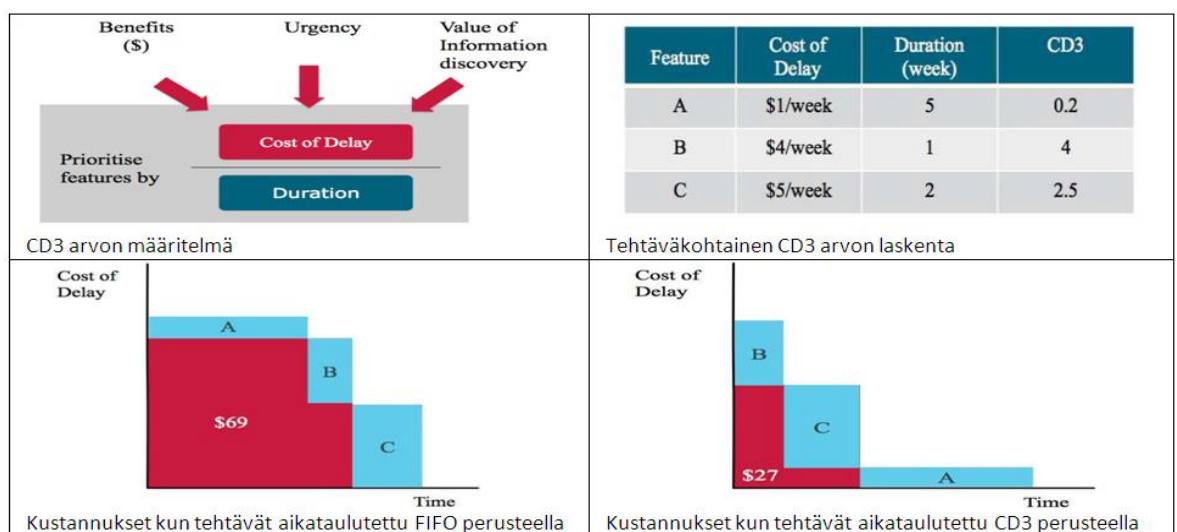 Benefits
($)
Urgency
Value of
Information
discovery
Prioritise
features by
Cost of Delay
Duration
CD3 arvon määritelmä
Feature
Cost of
Delay
Duration
(week)
CD3
A
$1/week
5
0.2
B
$4/week
1
4
C
$5/week
2
2.5
Tehtäväkohtainen CD3 arvon laskenta
Cost of
Delay
A
B
$69
C
Time
Kustannukset kun tehtävät aikataulutettu FIFO perusteella
Cost of
Delay
B
C
$27
A
Time
Kustannukset kun tehtävät aikataulutettu CD3 perusteella